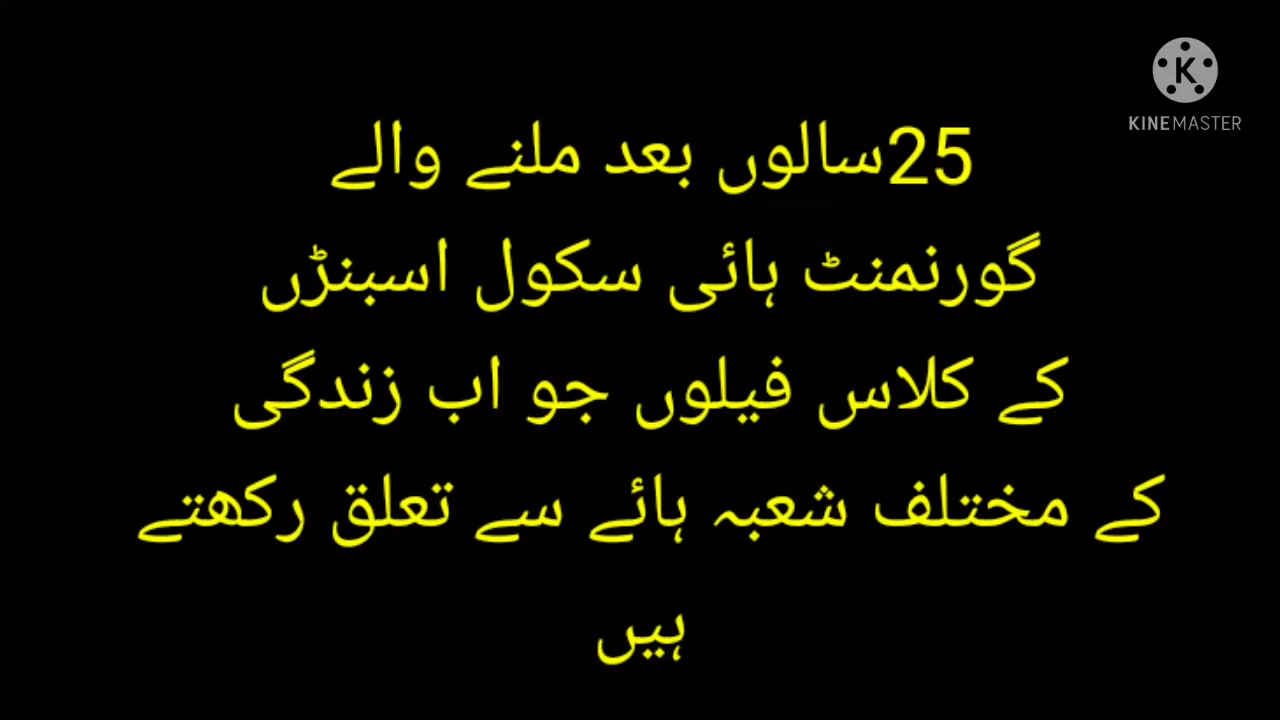 KINEMASTER
25سالوں بعد ملنے والے
گورنمنٹ ہائی سکول اسبنڑں
کے کلاس فیلوں جو اب زندگی
کے مختلف شعبہ ہائے سے تعلق رکھتے
ہیں